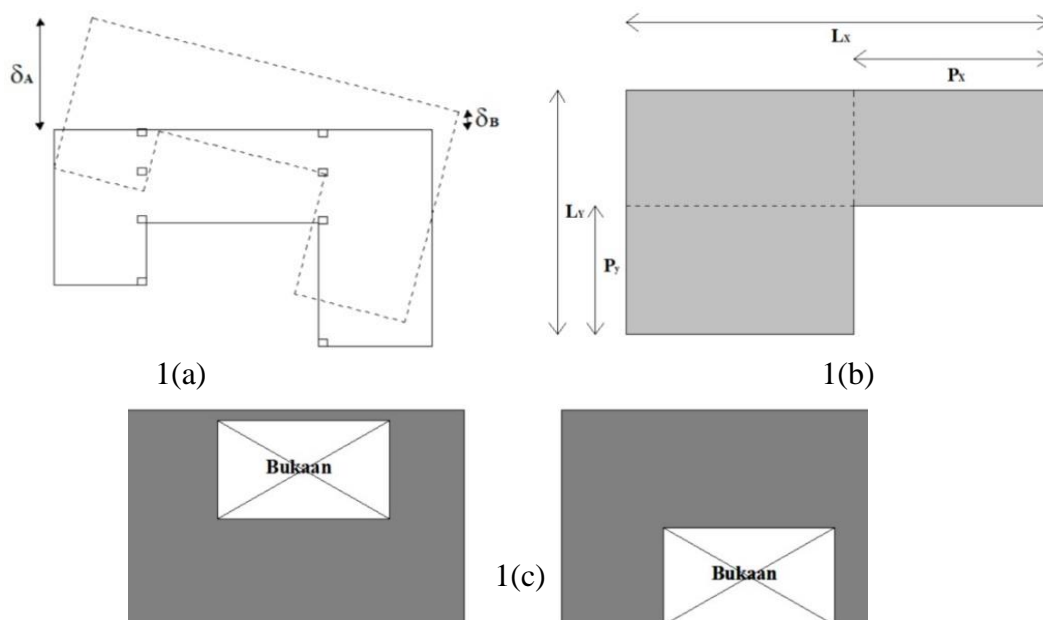 δA
δB
Lx
Px
LY
Py
1(a)
1(b)
Bukaan
Bukaan
1(c)